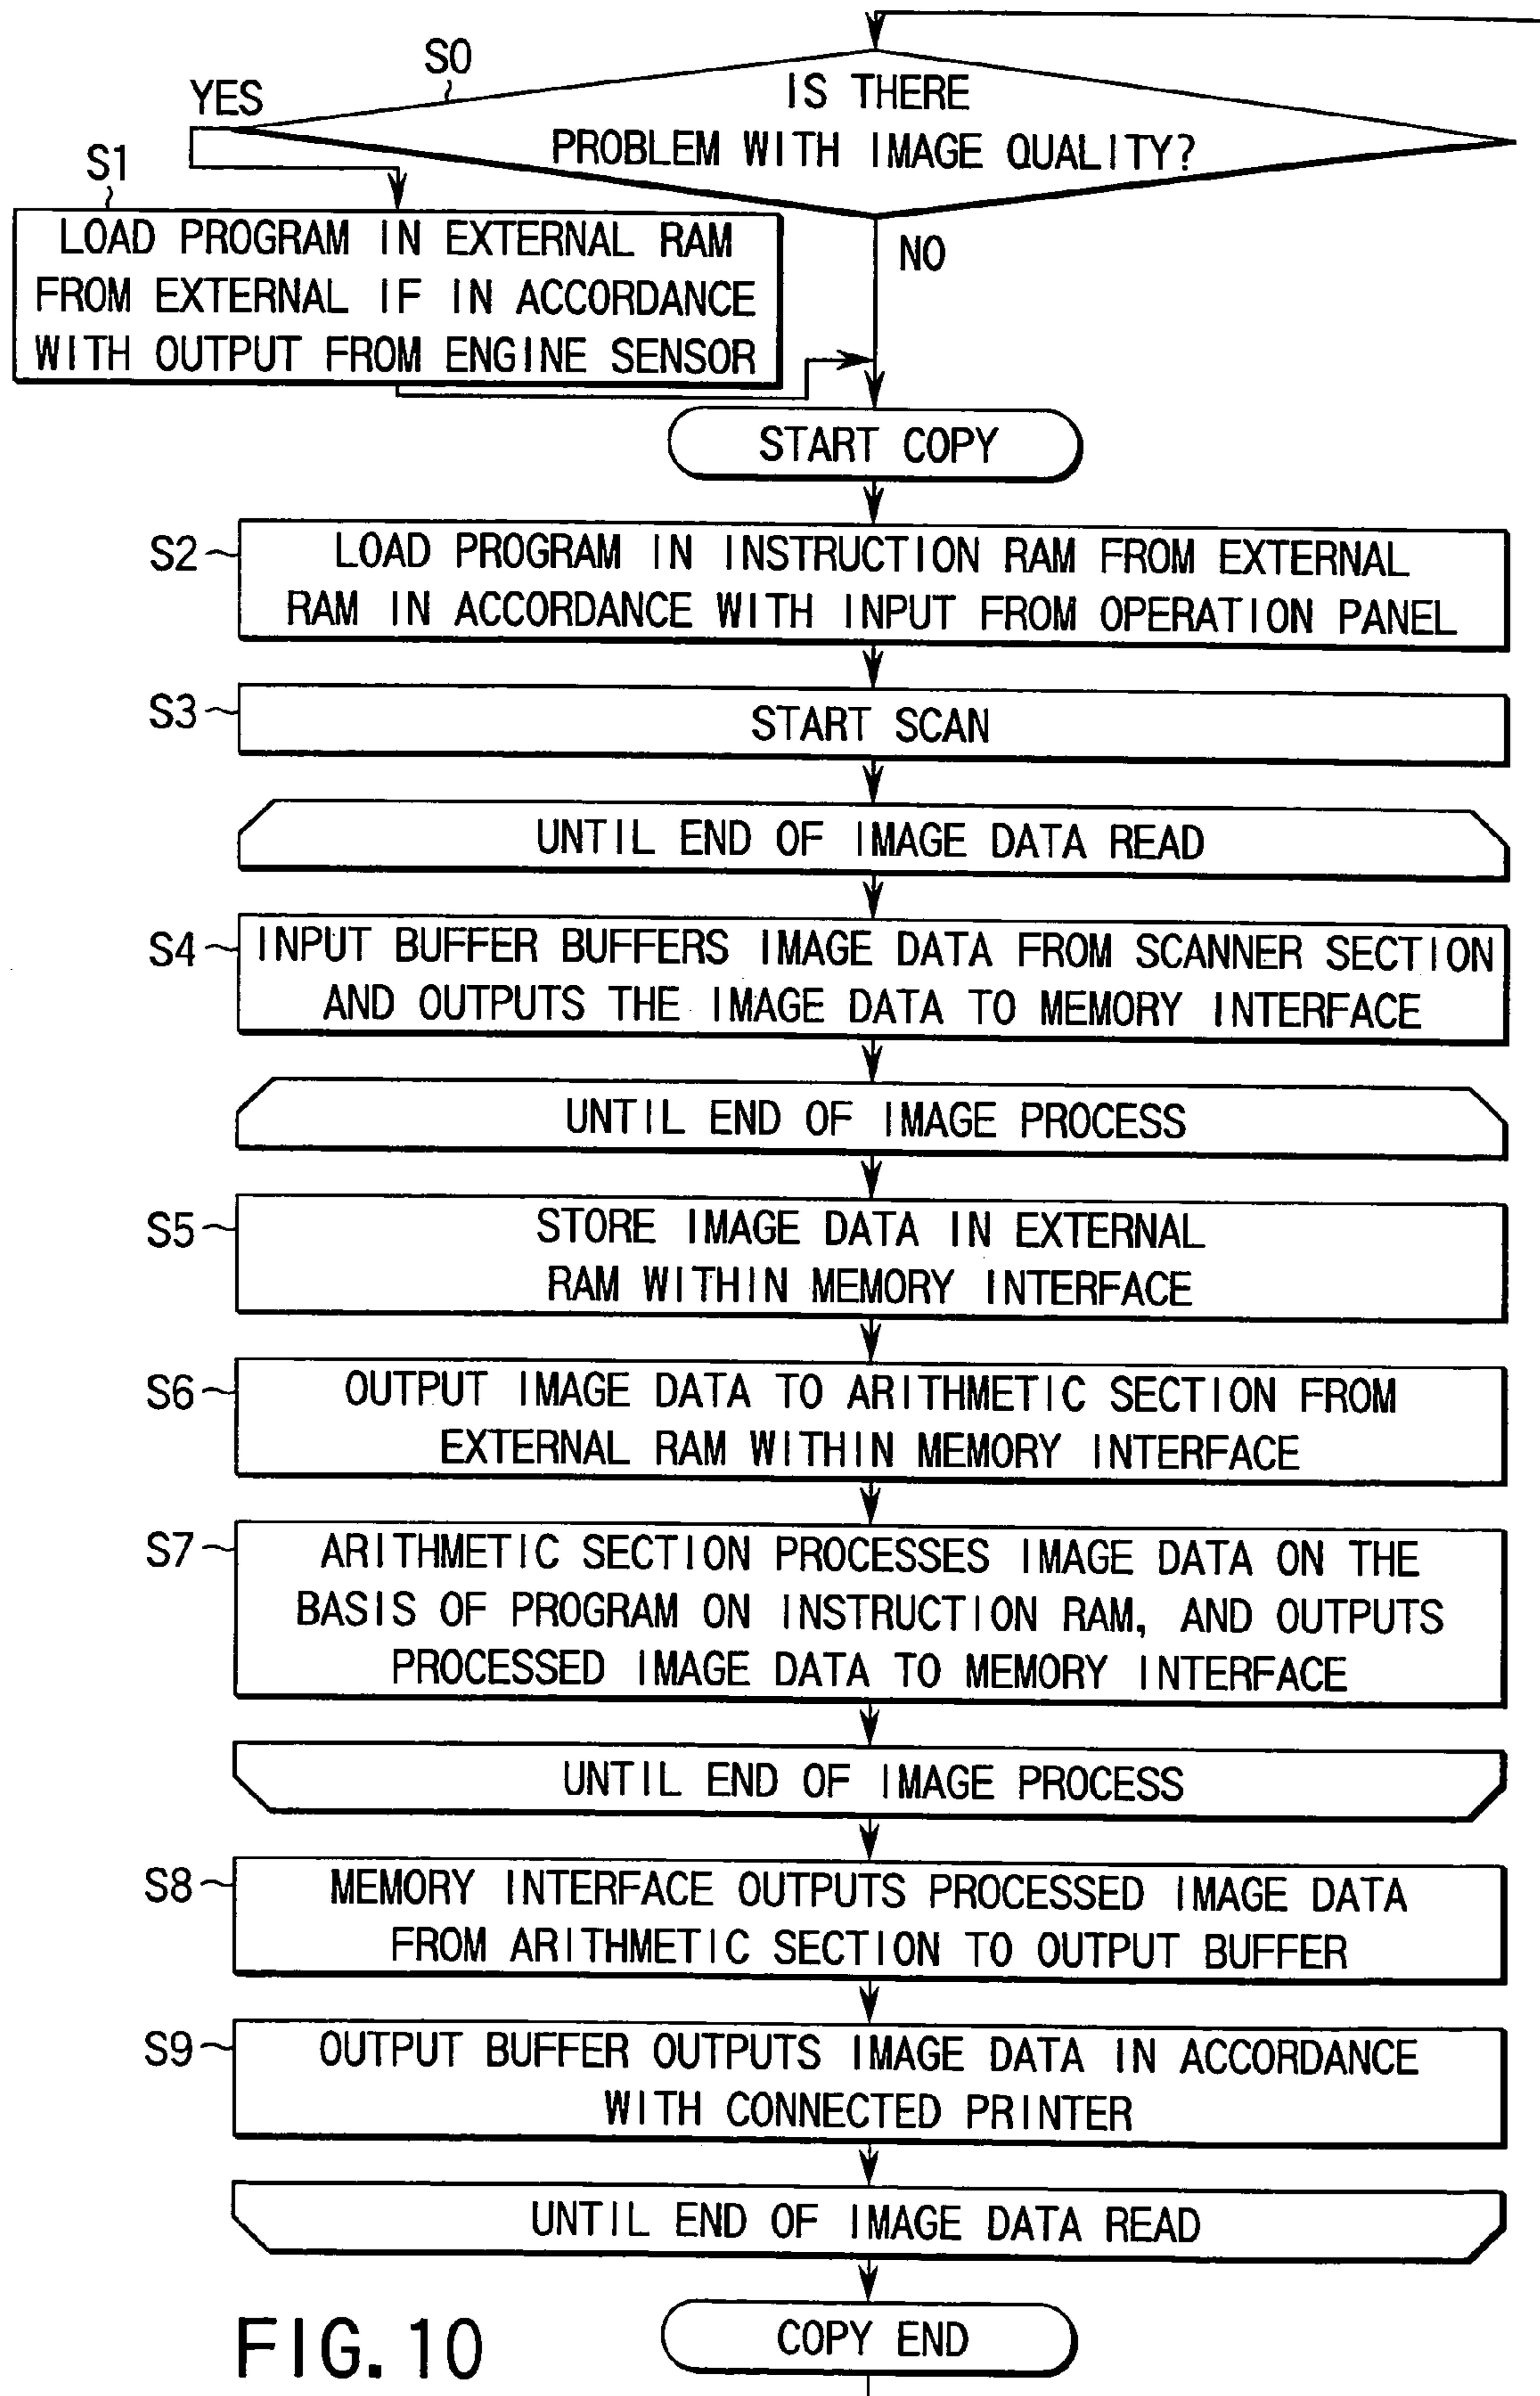 S0
IS THERE
PROBLEM WITH IMAGE QUALITY?
YES
NO
S1
LOAD PROGRAM IN EXTERNAL RAM
FROM EXTERNAL IF IN ACCORDANCE
WITH OUTPUT FROM ENGINE SENSOR
START COPY
S2
LOAD PROGRAM IN INSTRUCTION RAM FROM EXTERNAL
RAM IN ACCORDANCE WITH INPUT FROM OPERATION PANEL
S3
START SCAN
UNTIL END OF IMAGE DATA READ
S4
INPUT BUFFER BUFFERS IMAGE DATA FROM SCANNER SECTION
AND OUTPUTS THE IMAGE DATA TO MEMORY INTERFACE
UNTIL END OF IMAGE PROCESS
S5
STORE IMAGE DATA IN EXTERNAL
RAM WITHIN MEMORY INTERFACE
S6
OUTPUT IMAGE DATA TO ARITHMETIC SECTION FROM
EXTERNAL RAM WITHIN MEMORY INTERFACE
S7
ARITHMETIC SECTION PROCESSES IMAGE DATA ON THE
BASIS OF PROGRAM ON INSTRUCTION RAM, AND OUTPUTS
PROCESSED IMAGE DATA TO MEMORY INTERFACE
UNTIL END OF IMAGE PROCESS
S8
MEMORY INTERFACE OUTPUTS PROCESSED IMAGE DATA
FROM ARITHMETIC SECTION TO OUTPUT BUFFER
S9
OUTPUT BUFFER OUTPUTS IMAGE DATA IN ACCORDANCE
WITH CONNECTED PRINTER
UNTIL END OF IMAGE DATA READ
COPY END
FIG. 10